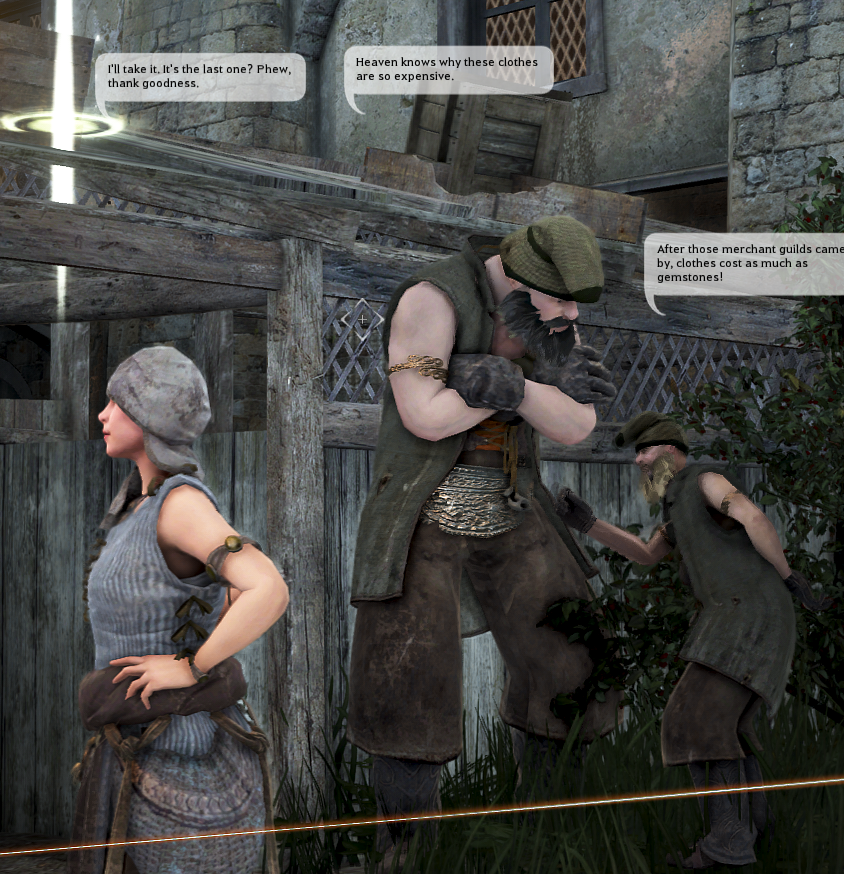 I'll take it. It's the last one? Phew,
thank goodness.
Heaven knows why these clothes
are so expensive.
After those merchant guilds came
by, clothes cost as much as
gemstones!